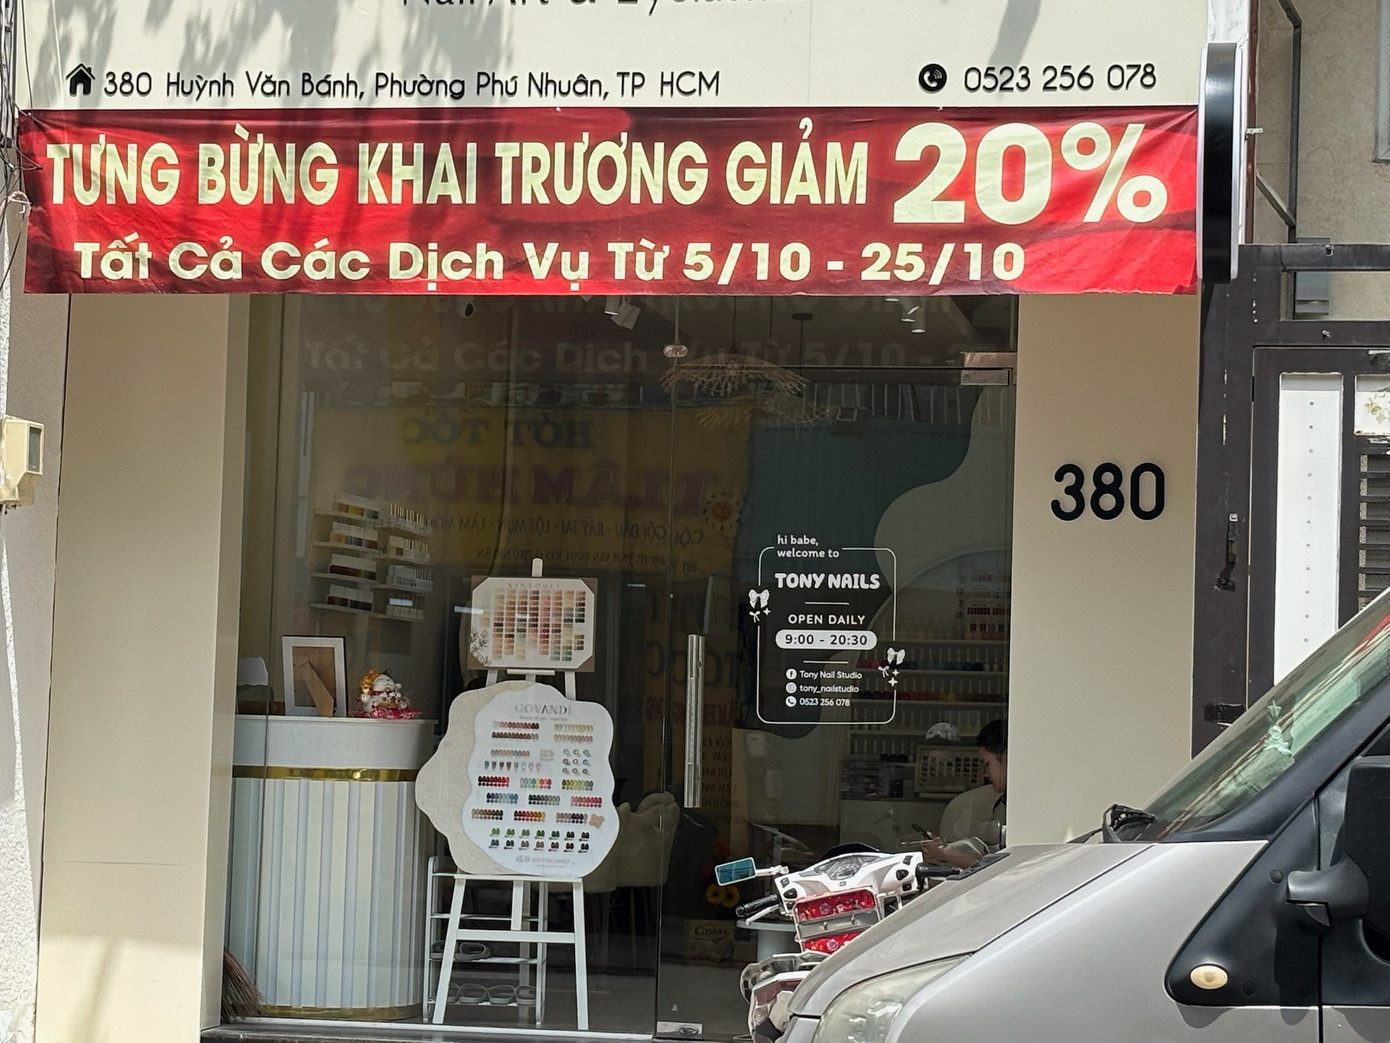 380 Huỳnh Văn Bánh, Phường Phú Nhuận, TP HCM
0523 256 078
TƯNG BỪNG KHAI TRƯƠNG GIẢM 20%
Tất Cả Các Dịch Vụ Từ 5/10 - 25/10
HỚT TÓC
380
hi babe,
welcome to
TONY NAILS
OPEN DAILY
9:00 - 20:30
Tony Nail Studio
tony_nailstudio
0523 256 078
GOVANDI